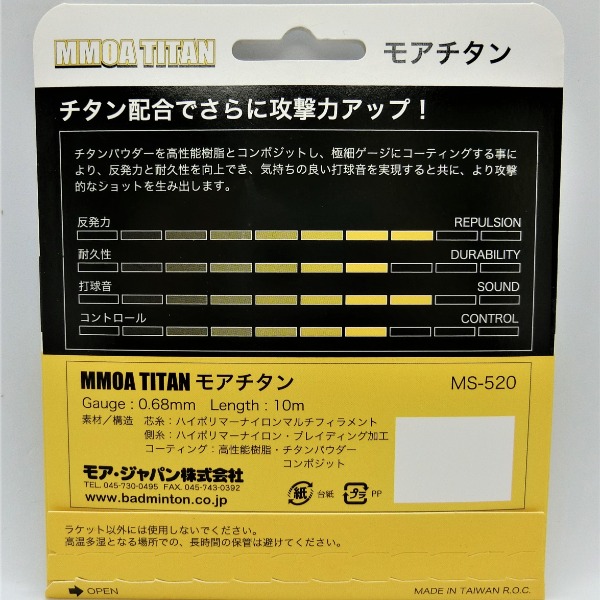 MMOA TITAN モアチタン
チタン配合でさらに攻撃力アップ！
チタンパウダーを高性能樹脂とコンポジットし、極細ゲージにコーティングする事に
より、反発力と耐久性を向上でき、気持ちの良い打球音を実現すると共に、より攻撃
的なショットを生み出します。
反発力 REPULSION
耐久性 DURABILITY
打球音 SOUND
コントロール CONTROL
MMOA TITAN モアチタン MS-520
Gauge : 0.68mm Length : 10m
素材／構造 芯糸：ハイポリマーナイロンマルチフィラメント
側糸：ハイポリマーナイロン・ブレイディング加工
コーティング：高性能樹脂・チタンパウダー
コンポジット
モア・ジャパン株式会社
TEL. 045-730-0495 FAX. 045-743-0392
www.badminton.co.jp
紙 台紙 プラ PP
ラケット以外には使用しないでください。
高温多湿となる場所での、長時間の保管は避けてください。
OPEN
MADE IN TAIWAN R.O.C.